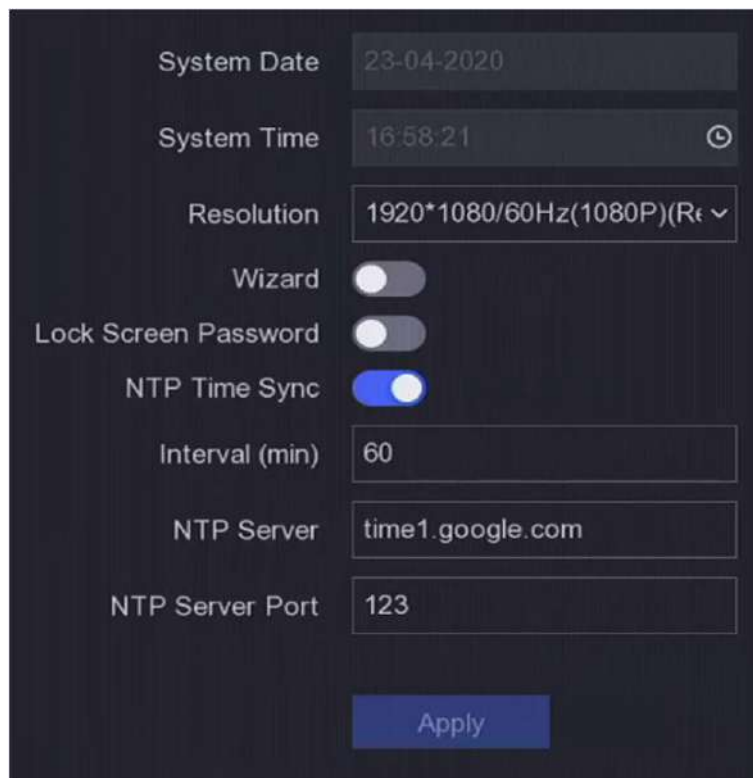 System Date 23-04-2020
System Time 16:58:21
Resolution 1920*1080/60Hz(1080P)(Re
Wizard
Lock Screen Password
NTP Time Sync
Interval (min) 60
NTP Server time1.google.com
NTP Server Port 123
Apply